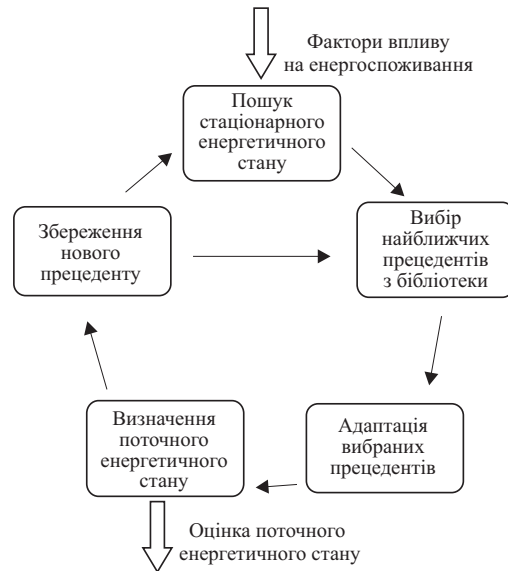 Фактори впливу
на енергоспоживання
Пошук
стаціонарного
енергетичного
стану
Збереження
нового
прецеденту
Вибір
найближчих
прецедентів
з бібліотеки
Визначення
поточного
енергетичного
стану
Адаптація
вибраних
прецедентів
Оцінка поточного
енергетичного стану